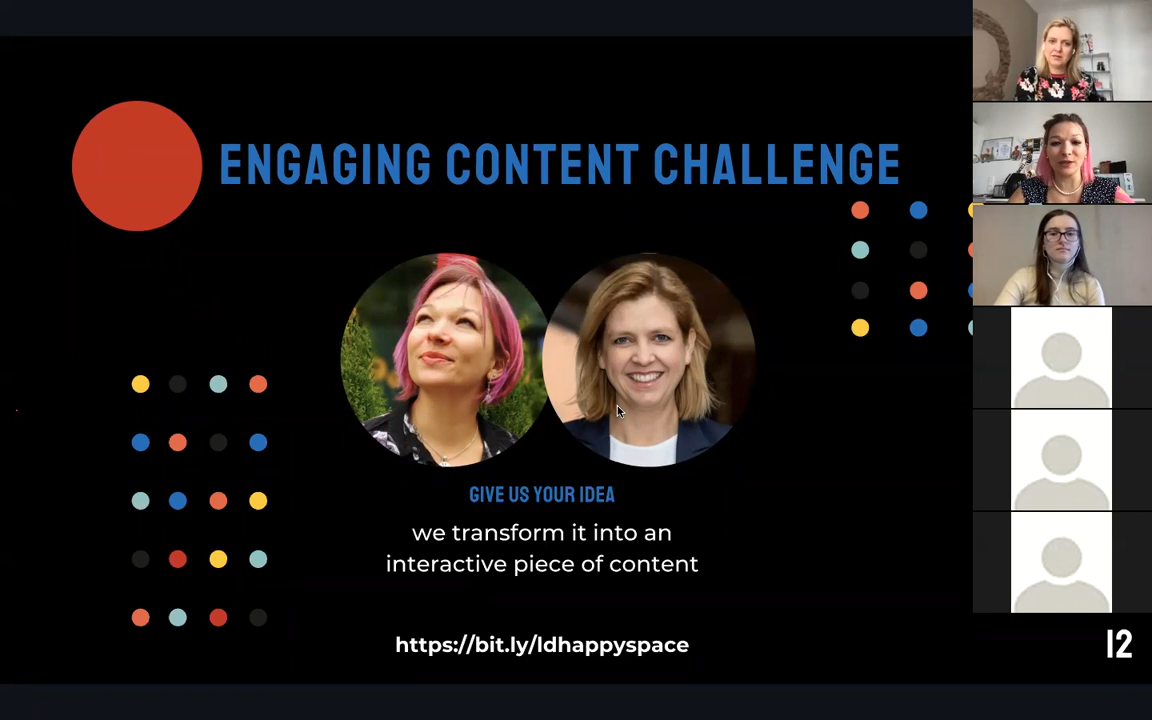 ENGAGING CONTENT CHALLENGE
GIVE US YOUR IDEA
we transform it into an
interactive piece of content
https://bit.ly/ldhappyspace
12